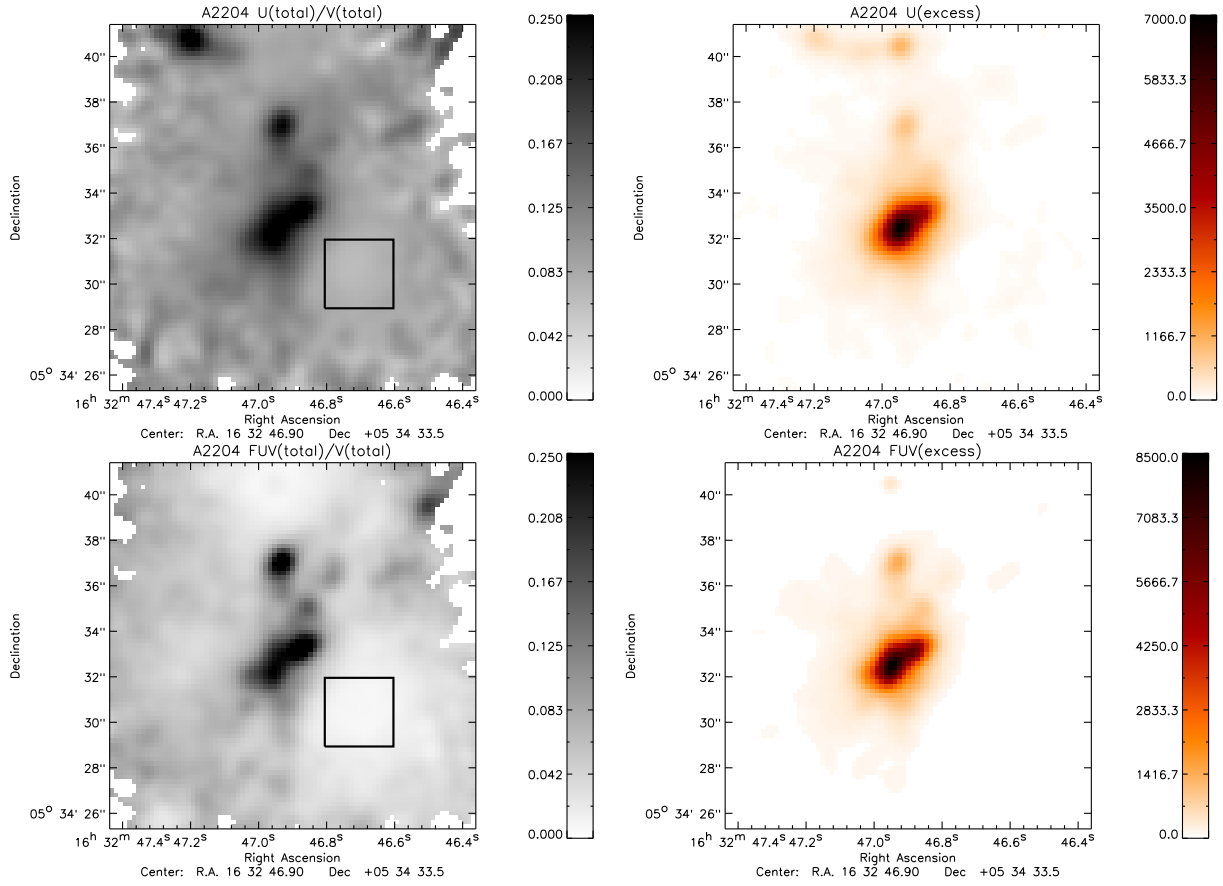 A2204 U(total)/V(total)
0.250
0.208
0.167
0.125
0.083
0.042
0.000
40''
38''
36''
34''
32''
30''
28''
05° 34' 26''
Declination
16h 32m 47.4s 47.2s 47.0s 46.8s 46.6s 46.4s
Right Ascension
Center: R.A. 16 32 46.90 Dec +05 34 33.5
A2204 U(excess)
7000.0
5833.3
4666.7
3500.0
2333.3
1166.7
0.0
40''
38''
36''
34''
32''
30''
28''
05° 34' 26''
Declination
16h 32m 47.4s 47.2s 47.0s 46.8s 46.6s 46.4s
Right Ascension
Center: R.A. 16 32 46.90 Dec +05 34 33.5
A2204 FUV(total)/V(total)
0.250
0.208
0.167
0.125
0.083
0.042
0.000
40''
38''
36''
34''
32''
30''
28''
05° 34' 26''
Declination
16h 32m 47.4s 47.2s 47.0s 46.8s 46.6s 46.4s
Right Ascension
Center: R.A. 16 32 46.90 Dec +05 34 33.5
A2204 FUV(excess)
8500.0
7083.3
5666.7
4250.0
2833.3
1416.7
0.0
40''
38''
36''
34''
32''
30''
28''
05° 34' 26''
Declination
16h 32m 47.4s 47.2s 47.0s 46.8s 46.6s 46.4s
Right Ascension
Center: R.A. 16 32 46.90 Dec +05 34 33.5